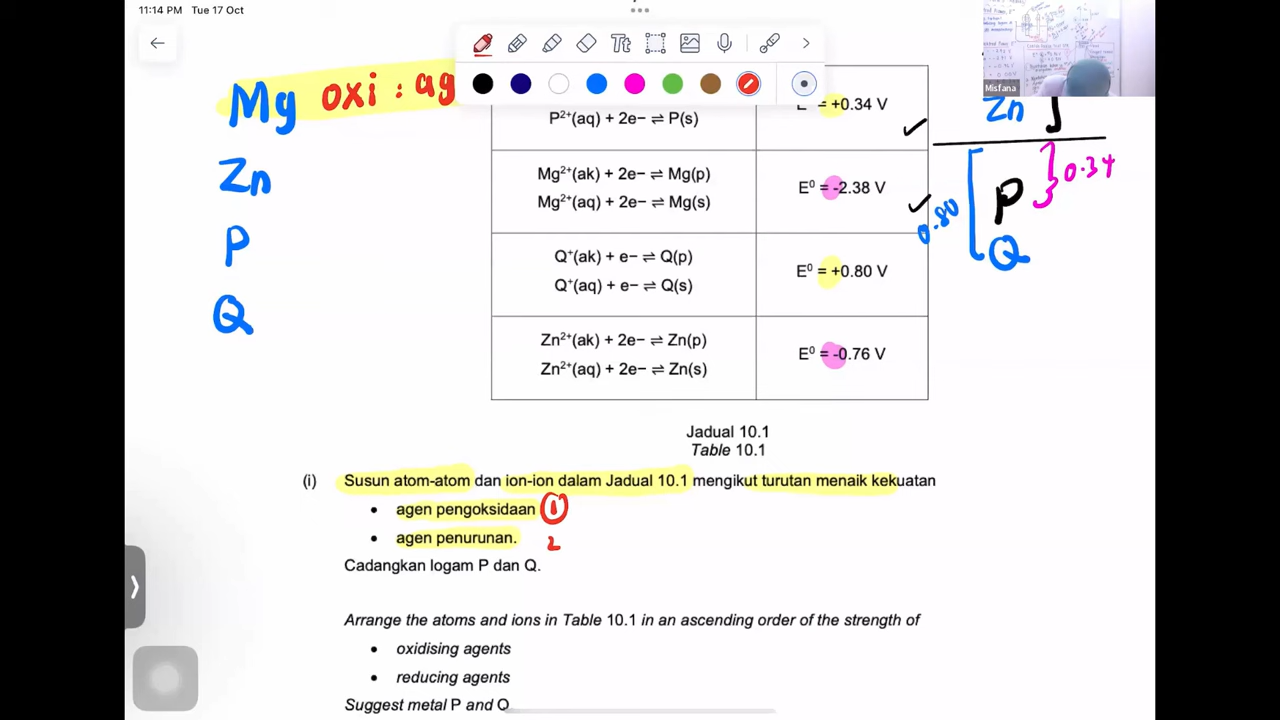 11:14 PM Tue 17 Oct
Tt
Misfana
Mg oxi : ag
Zn
P
Q
= +0.34 V
P²⁺(aq) + 2e− ⇌ P(s)
Mg²⁺(ak) + 2e− ⇌ Mg(p)
Mg²⁺(aq) + 2e− ⇌ Mg(s)
E⁰ = -2.38 V
Q⁺(ak) + e− ⇌ Q(p)
Q⁺(aq) + e− ⇌ Q(s)
E⁰ = +0.80 V
Zn²⁺(ak) + 2e− ⇌ Zn(p)
Zn²⁺(aq) + 2e− ⇌ Zn(s)
E⁰ = -0.76 V
Zn
P
0.34
0.80
Q
Jadual 10.1
Table 10.1
(i) Susun atom-atom dan ion-ion dalam Jadual 10.1 mengikut turutan menaik kekuatan
• agen pengoksidaan 1
• agen penurunan. 2
Cadangkan logam P dan Q.
Arrange the atoms and ions in Table 10.1 in an ascending order of the strength of
• oxidising agents
• reducing agents
Suggest metal P and Q